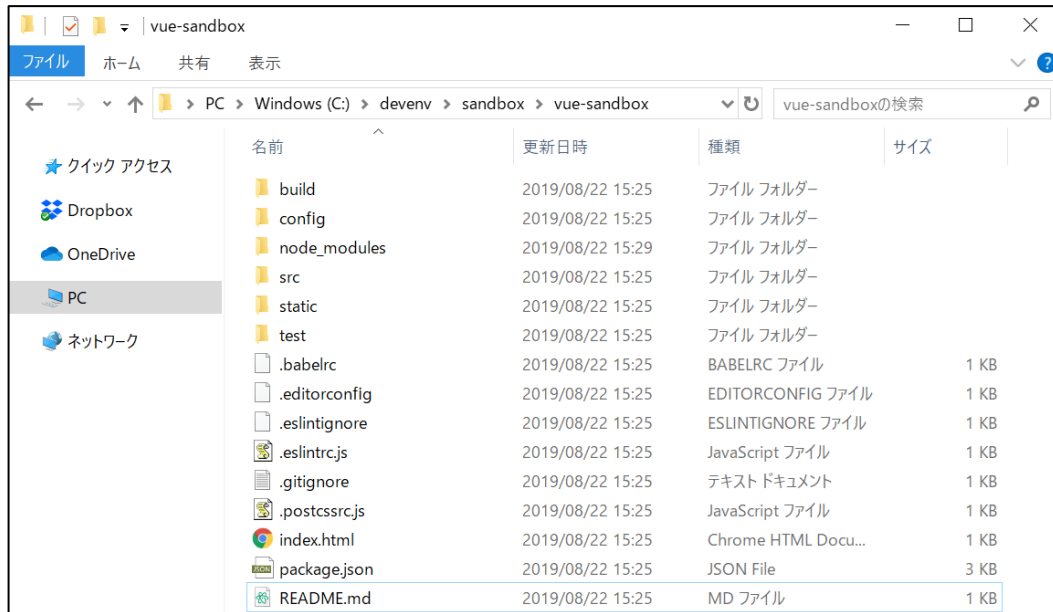 vue-sandbox
ファイル ホーム 共有 表示
PC > Windows (C:) > devenv > sandbox > vue-sandbox vue-sandboxの検索
名前 更新日時 種類 サイズ
クイック アクセス
Dropbox
OneDrive
PC
ネットワーク
build 2019/08/22 15:25 ファイル フォルダー
config 2019/08/22 15:25 ファイル フォルダー
node_modules 2019/08/22 15:29 ファイル フォルダー
src 2019/08/22 15:25 ファイル フォルダー
static 2019/08/22 15:25 ファイル フォルダー
test 2019/08/22 15:25 ファイル フォルダー
.babelrc 2019/08/22 15:25 BABELRC ファイル 1 KB
.editorconfig 2019/08/22 15:25 EDITORCONFIG ファイル 1 KB
.eslintignore 2019/08/22 15:25 ESLINTIGNORE ファイル 1 KB
.eslintrc.js 2019/08/22 15:25 JavaScript ファイル 1 KB
.gitignore 2019/08/22 15:25 テキスト ドキュメント 1 KB
.postcssrc.js 2019/08/22 15:25 JavaScript ファイル 1 KB
index.html 2019/08/22 15:25 Chrome HTML Docu... 1 KB
package.json 2019/08/22 15:25 JSON File 3 KB
README.md 2019/08/22 15:25 MD ファイル 1 KB